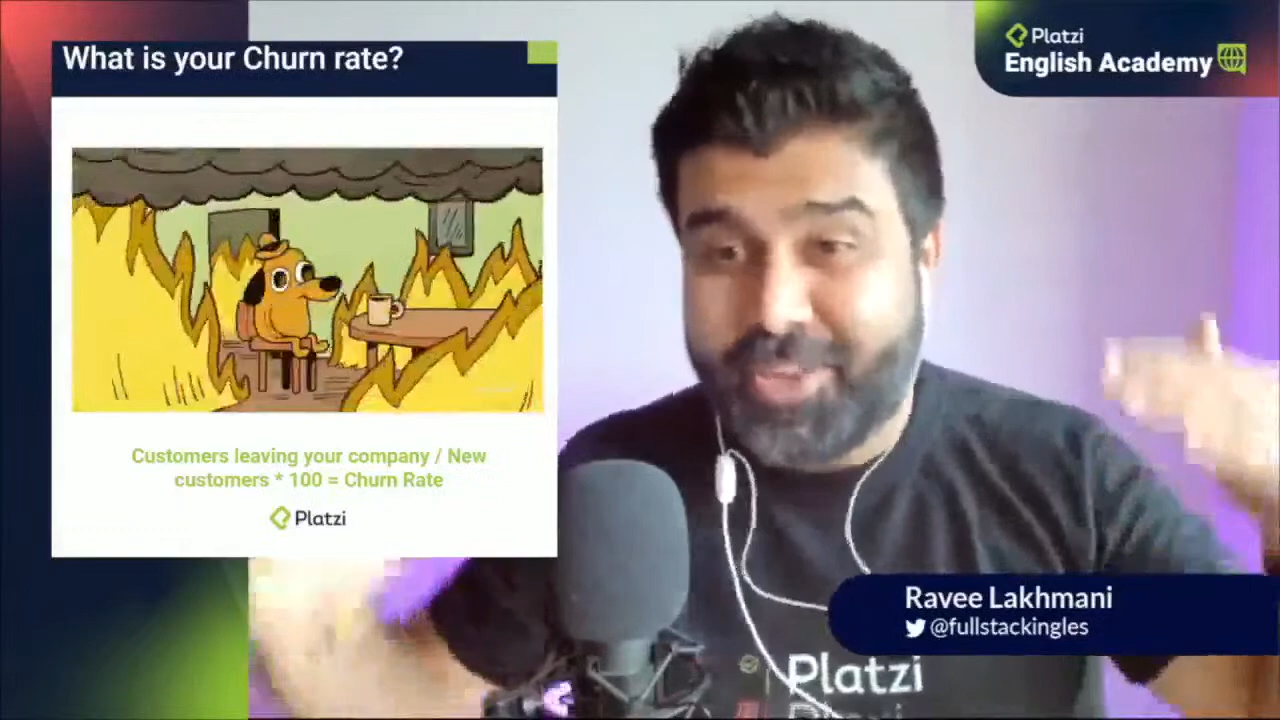 What is your Churn rate?
Customers leaving your company / New
customers * 100 = Churn Rate
Platzi
Platzi
English Academy
Ravee Lakhmani
@fullstackingles
Platzi